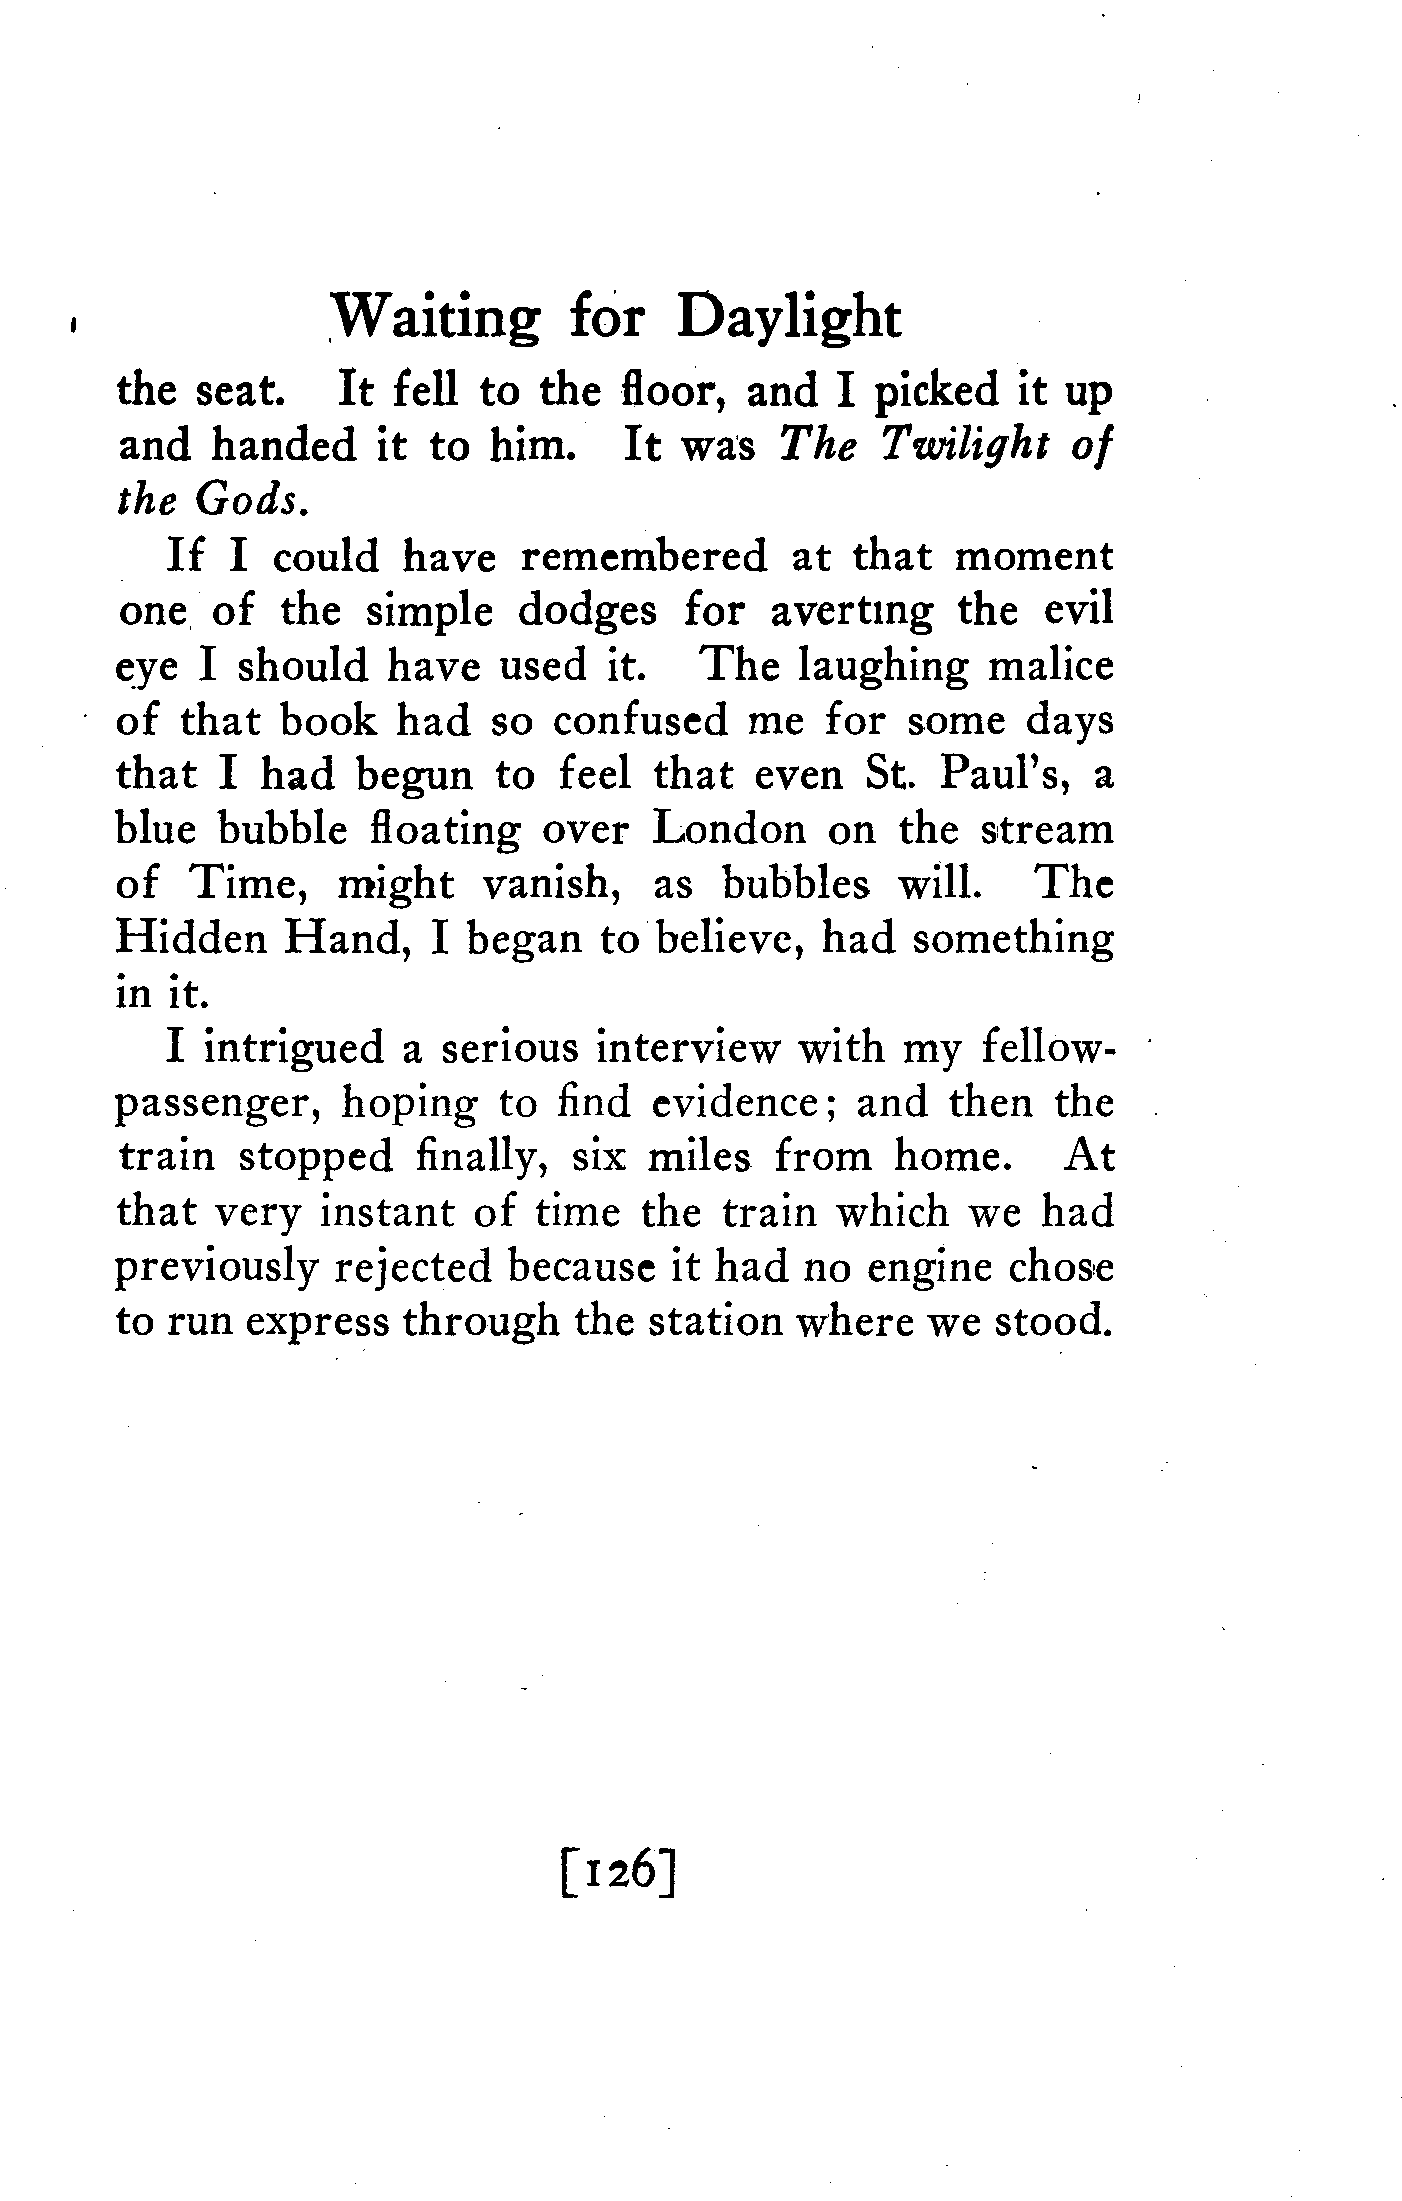 Waiting for Daylight
the seat. It fell to the floor, and I picked it up
and handed it to him. It was The Twilight of
the Gods.
If I could have remembered at that moment
one of the simple dodges for averting the evil
eye I should have used it. The laughing malice
of that book had so confused me for some days
that I had begun to feel that even St. Paul's, a
blue bubble floating over London on the stream
of Time, might vanish, as bubbles will. The
Hidden Hand, I began to believe, had something
in it.
I intrigued a serious interview with my fellow-
passenger, hoping to find evidence; and then the
train stopped finally, six miles from home. At
that very instant of time the train which we had
previously rejected because it had no engine chose
to run express through the station where we stood.
[126]